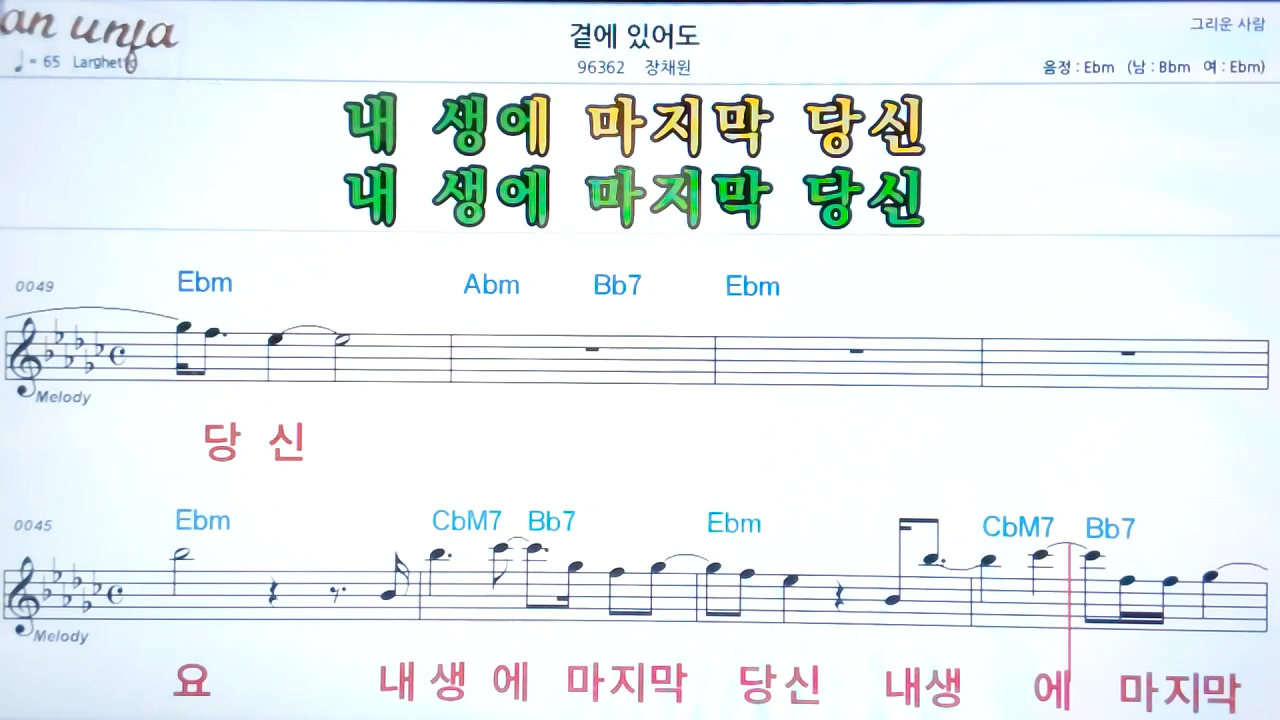 an unja
곁에 있어도
그리운 사람
♩= 65 Larghetto
96362 장채원
음정 : Ebm (남 : Bbm 여 : Ebm)
내 생에 마지막 당신
내 생에 마지막 당신
0049 Ebm Abm Bb7 Ebm
Melody
당 신
0045 Ebm CbM7 Bb7 Ebm CbM7 Bb7
Melody
요 내 생 에 마지막 당신 내생 에 마지막